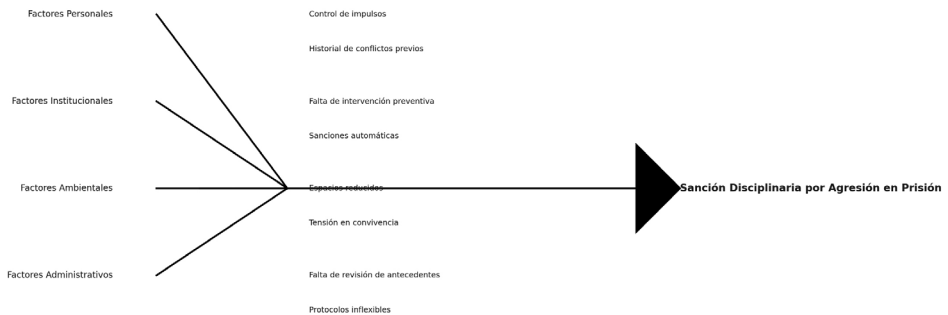 Factores Personales
Control de impulsos
Historial de conflictos previos
Factores Institucionales
Falta de intervención preventiva
Sanciones automáticas
Factores Ambientales
Espacios reducidos
Sanción Disciplinaria por Agresión en Prisión
Tensión en convivencia
Factores Administrativos
Falta de revisión de antecedentes
Protocolos inflexibles